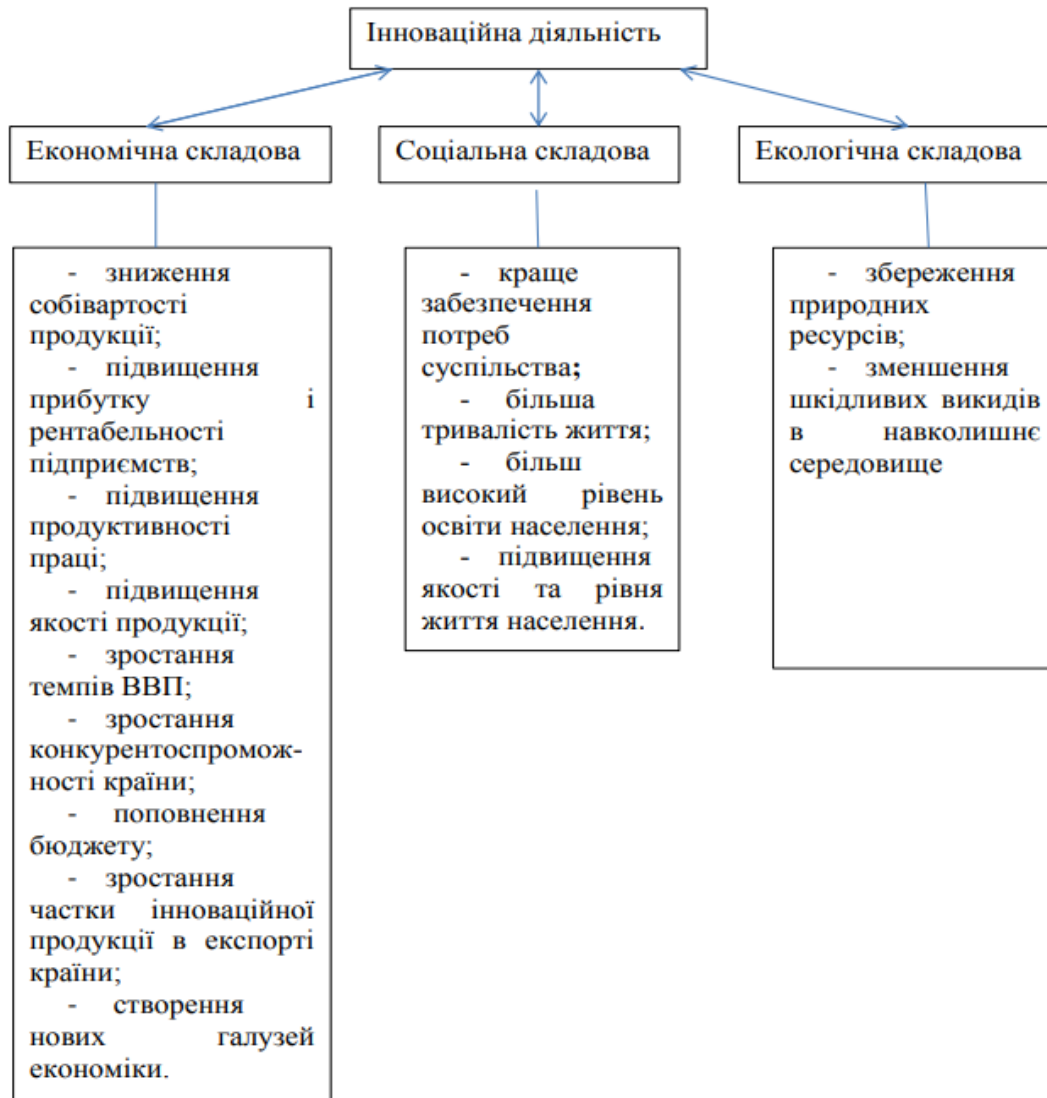 Інноваційна діяльність
Економічна складова
Соціальна складова
Екологічна складова
- зниження
собівартості
продукції;
- підвищення
прибутку і
рентабельності
підприємств;
- підвищення
продуктивності
праці;
- підвищення
якості продукції;
- зростання
темпів ВВП;
- зростання
конкурентоспромож-
ності країни;
- поповнення
бюджету;
- зростання
частки інноваційної
продукції в експорті
країни;
- створення
нових галузей
економіки.
- краще
забезпечення
потреб
суспільства;
- більша
тривалість життя;
- більш
високий рівень
освіти населення;
- підвищення
якості та рівня
життя населення.
- збереження
природних
ресурсів;
- зменшення
шкідливих викидів
в навколишнє
середовище